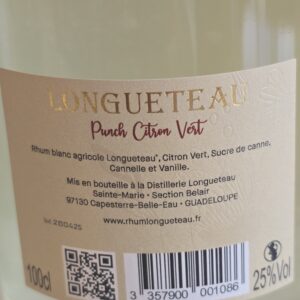 LONGUETEAU
Punch Citron Vert
Rhum blanc agricole Longueteau*, Citron Vert, Sucre de canne,
Cannelle et Vanille.
Mis en bouteille à la Distillerie Longueteau
Sainte-Marie - Section Belair
97130 Capesterre-Belle-Eau - GUADELOUPE
www.rhumlongueteau.fr
100cl
3 357900 001086
25%Vol